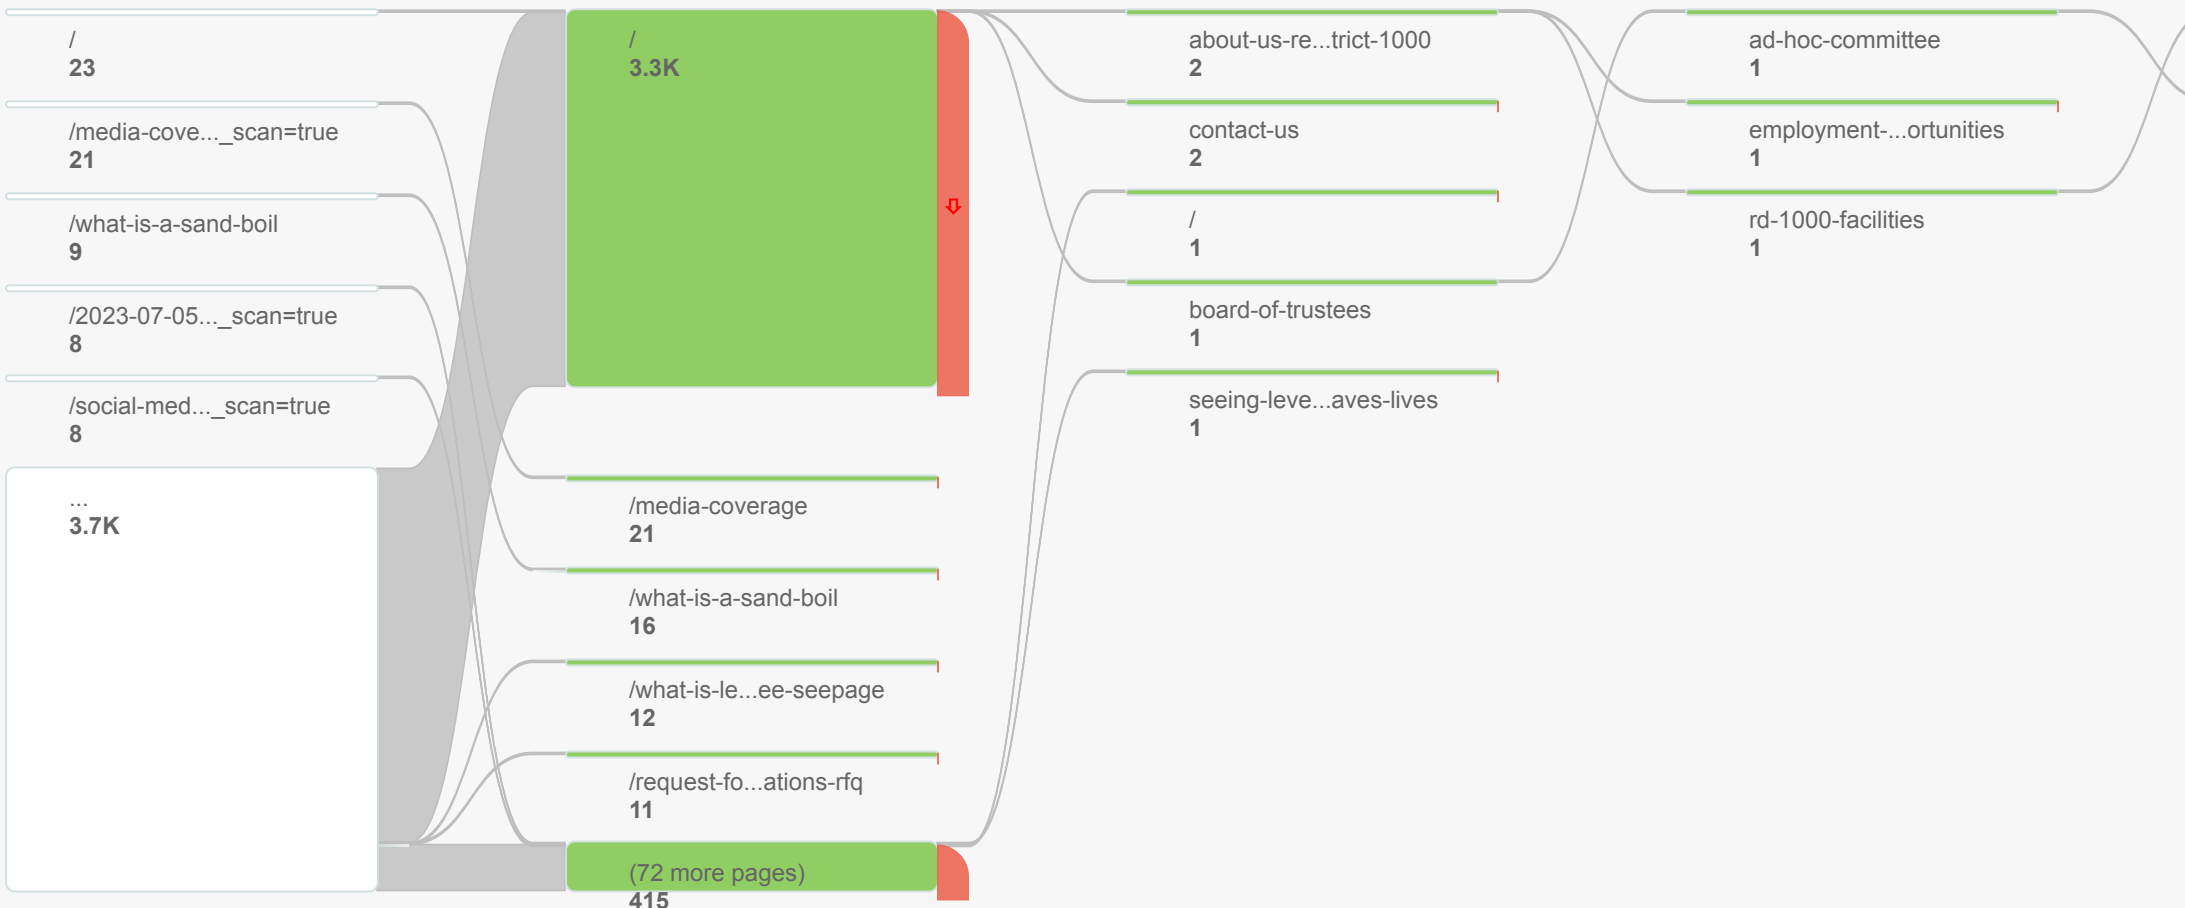 /
23
/media-cove..._scan=true
21
/what-is-a-sand-boil
9
/2023-07-05..._scan=true
8
/social-med..._scan=true
8
...
3.7K
/
3.3K
/media-coverage
21
/what-is-a-sand-boil
16
/what-is-le...ee-seepage
12
/request-fo...ations-rfq
11
(72 more pages)
415
about-us-re...trict-1000
2
contact-us
2
/
1
board-of-trustees
1
seeing-leve...aves-lives
1
ad-hoc-committee
1
employment-...ortunities
1
rd-1000-facilities
1